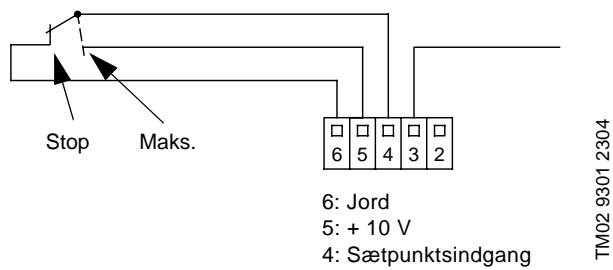 Stop
Maks.
6 5 4 3 2
6: Jord
5: + 10 V
4: Sætpunktsindgang
TM02 9301 2304